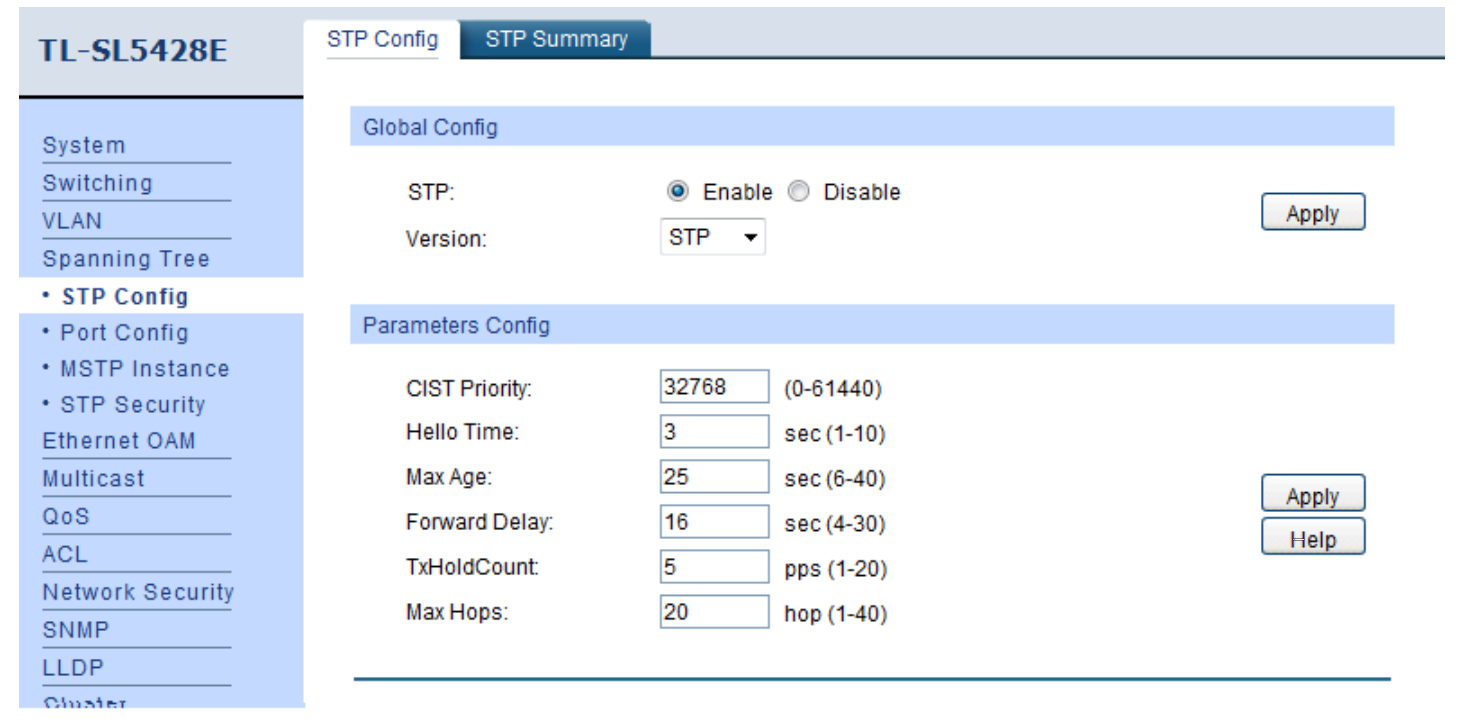 TL-SL5428E
STP Config
STP Summary
System
Switching
VLAN
Spanning Tree
• STP Config
• Port Config
• MSTP Instance
• STP Security
Ethernet OAM
Multicast
QoS
ACL
Network Security
SNMP
LLDP
Cluster
Global Config
STP: Enable Disable
Version: STP
Apply
Parameters Config
CIST Priority: 32768 (0-61440)
Hello Time: 3 sec (1-10)
Max Age: 25 sec (6-40)
Forward Delay: 16 sec (4-30)
TxHoldCount: 5 pps (1-20)
Max Hops: 20 hop (1-40)
Apply
Help